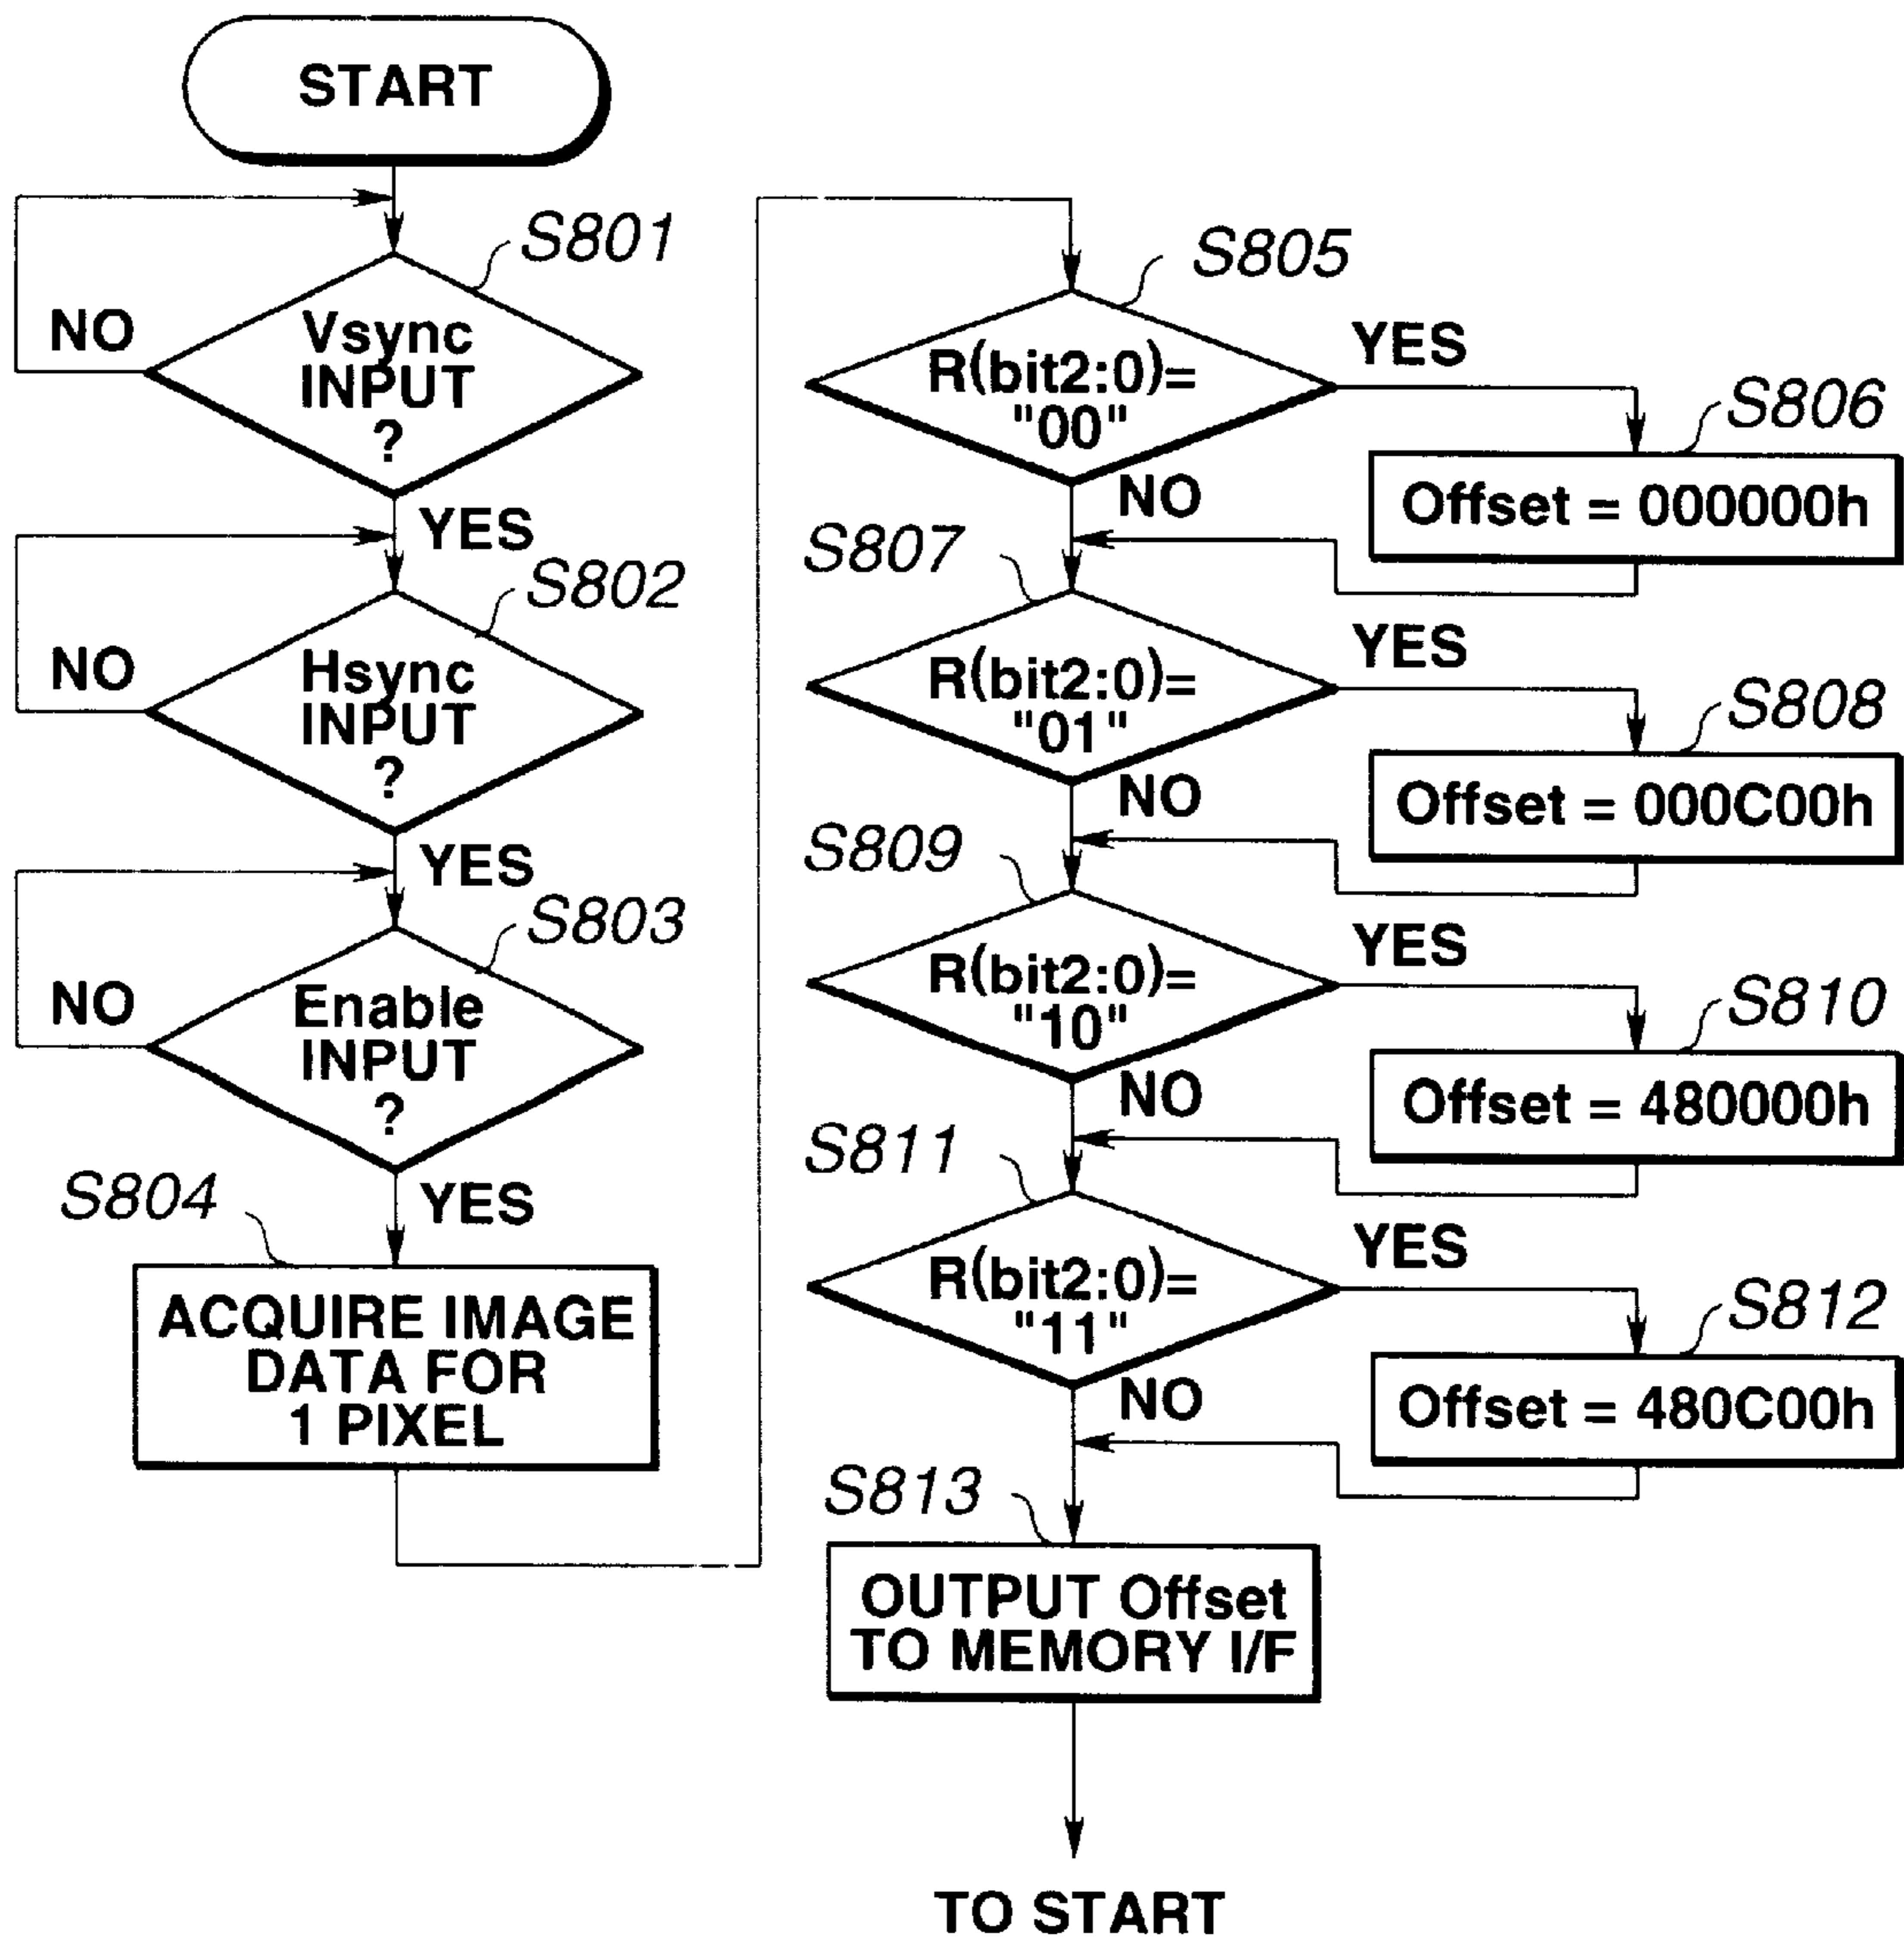 START
S801
NO
Vsync
INPUT
?
YES
S802
NO
Hsync
INPUT
?
YES
S803
NO
Enable
INPUT
?
YES
S804
ACQUIRE IMAGE
DATA FOR
1 PIXEL
S805
R(bit2:0)=
"00"
YES
S806
Offset = 000000h
NO
S807
R(bit2:0)=
"01"
YES
S808
Offset = 000C00h
NO
S809
R(bit2:0)=
"10"
YES
S810
Offset = 480000h
NO
S811
R(bit2:0)=
"11"
YES
S812
Offset = 480C00h
NO
S813
OUTPUT Offset
TO MEMORY I/F
TO START